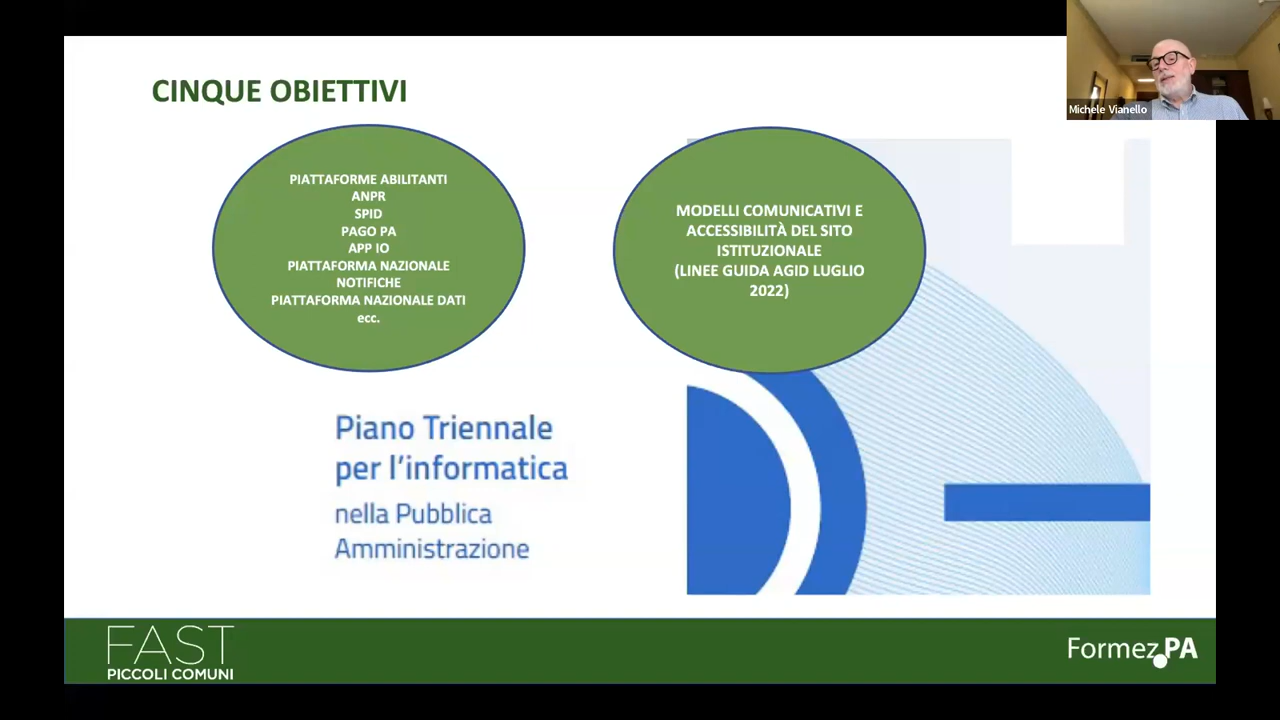 CINQUE OBIETTIVI
Michele Vianello
PIATTAFORME ABILITANTI
ANPR
SPID
PAGO PA
APP IO
PIATTAFORMA NAZIONALE
NOTIFICHE
PIATTAFORMA NAZIONALE DATI
ecc.
MODELLI COMUNICATIVI E
ACCESSIBILITÀ DEL SITO
ISTITUZIONALE
(LINEE GUIDA AGID LUGLIO
2022)
Piano Triennale
per l'informatica
nella Pubblica
Amministrazione
FAST
PICCOLI COMUNI
Formez PA